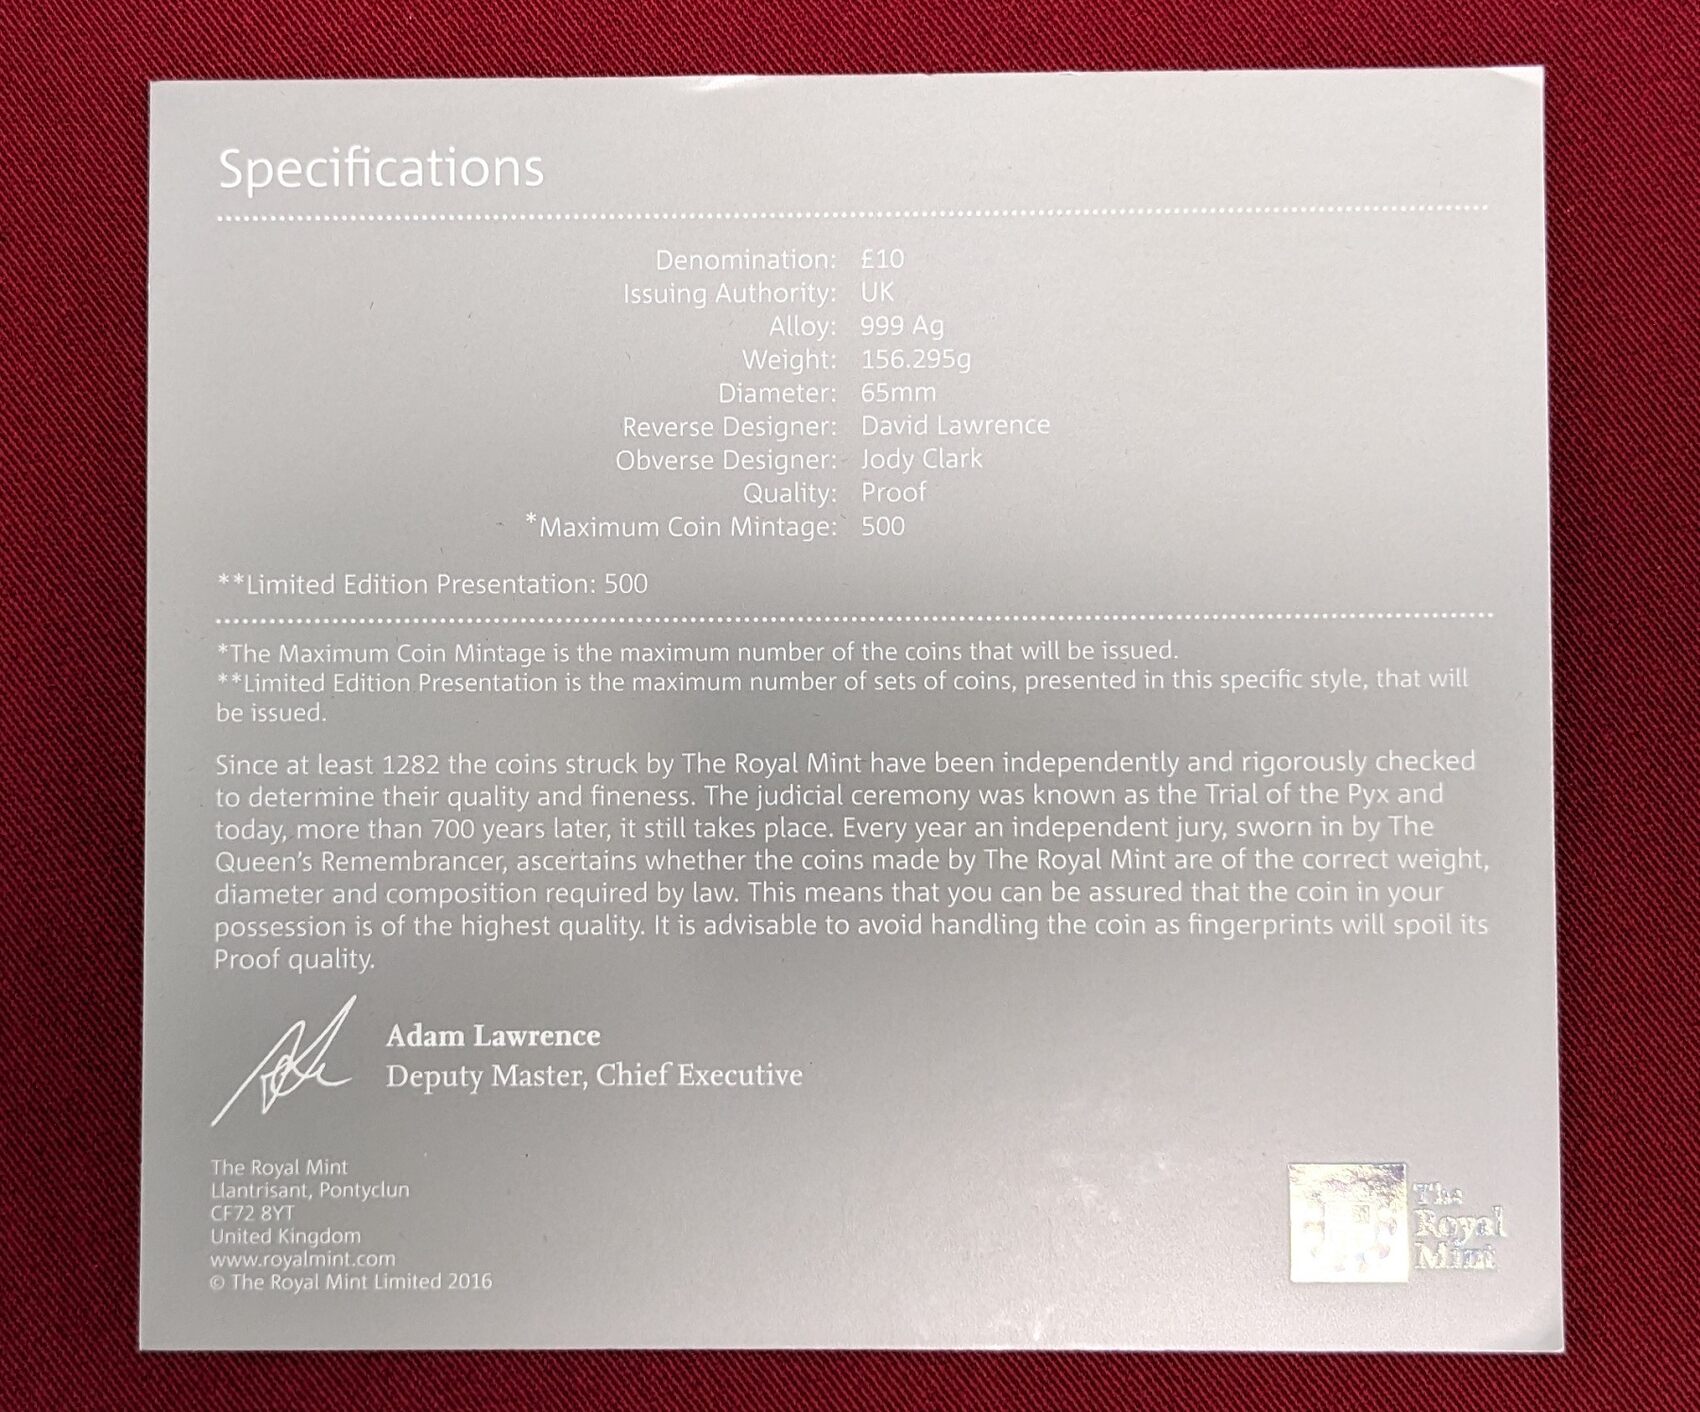 Specifications
Denomination: £10
Issuing Authority: UK
Alloy: 999 Ag
Weight: 156.295g
Diameter: 65mm
Reverse Designer: David Lawrence
Obverse Designer: Jody Clark
Quality: Proof
*Maximum Coin Mintage: 500
**Limited Edition Presentation: 500
*The Maximum Coin Mintage is the maximum number of the coins that will be issued.
**Limited Edition Presentation is the maximum number of sets of coins, presented in this specific style, that will
be issued.
Since at least 1282 the coins struck by The Royal Mint have been independently and rigorously checked
to determine their quality and fineness. The judicial ceremony was known as the Trial of the Pyx and
today, more than 700 years later, it still takes place. Every year an independent jury, sworn in by The
Queen's Remembrancer, ascertains whether the coins made by The Royal Mint are of the correct weight,
diameter and composition required by law. This means that you can be assured that the coin in your
possession is of the highest quality. It is advisable to avoid handling the coin as fingerprints will spoil its
Proof quality.
Adam Lawrence
Deputy Master, Chief Executive
The Royal Mint
Llantrisant, Pontyclun
CF72 8YT
United Kingdom
www.royalmint.com
© The Royal Mint Limited 2016
The
Royal
Mint